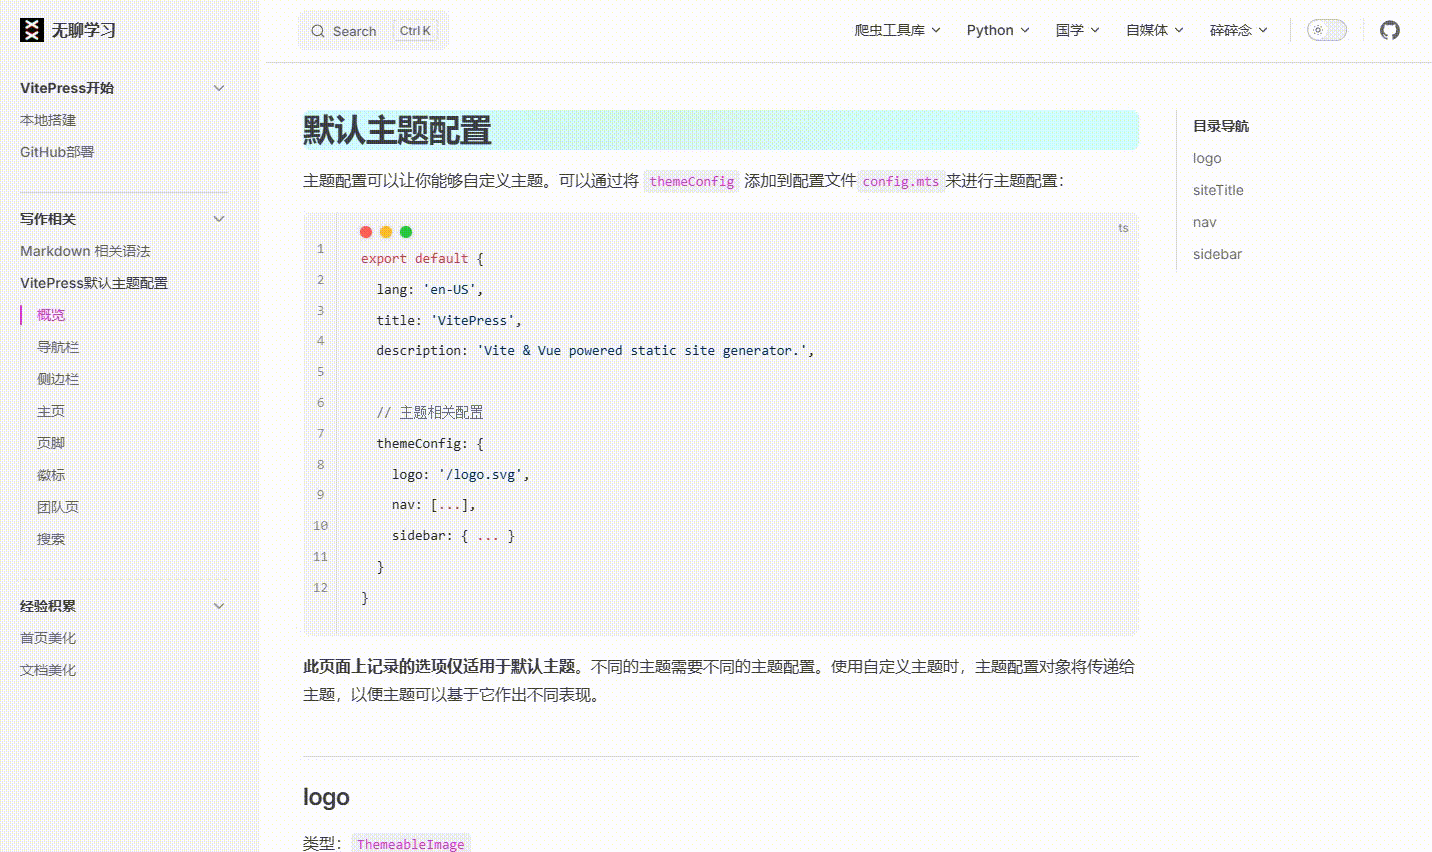 无聊学习
Search Ctrl K
爬虫工具库 Python 国学 自媒体 碎碎念
VitePress开始
本地搭建
GitHub部署
写作相关
Markdown 相关语法
VitePress默认主题配置
概览
导航栏
侧边栏
主页
页脚
徽标
团队页
搜索
经验积累
首页美化
文档美化
默认主题配置
主题配置可以让你能够自定义主题。可以通过将 themeConfig 添加到配置文件 config.mts 来进行主题配置：
ts
1 export default {
2 lang: 'en-US',
3 title: 'VitePress',
4 description: 'Vite & Vue powered static site generator.',
5
6 // 主题相关配置
7 themeConfig: {
8 logo: '/logo.svg',
9 nav: [...],
10 sidebar: { ... }
11 }
12 }
此页面上记录的选项仅适用于默认主题。不同的主题需要不同的主题配置。使用自定义主题时，主题配置对象将传递给
主题，以便主题可以基于它作出不同表现。
logo
类型： ThemeableImage
目录导航
logo
siteTitle
nav
sidebar